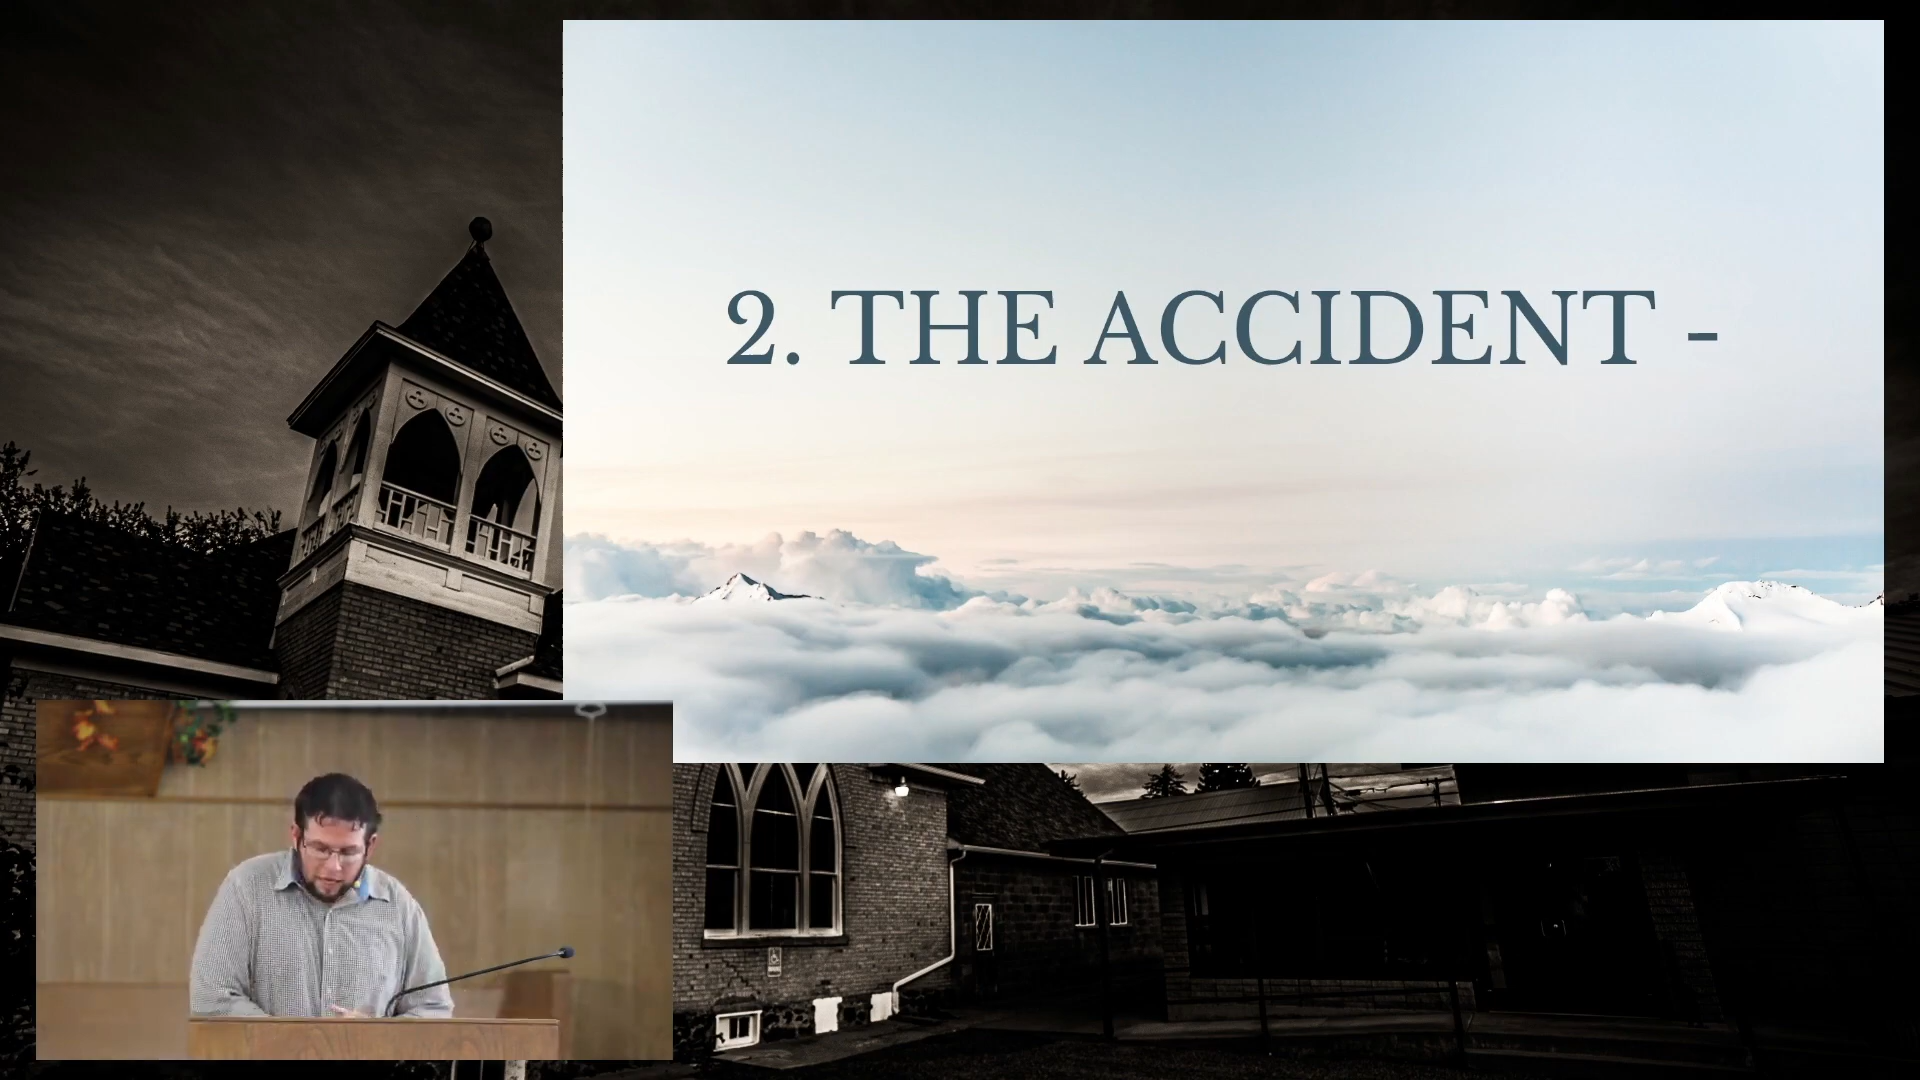 2. THE ACCIDENT -